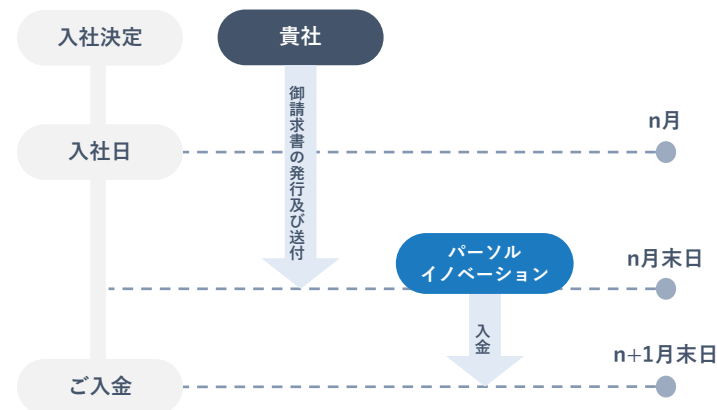 入社決定
貴社
御請求書の発行及び送付
n月
入社日
パーソル
イノベーション
n月末日
入金
n+1月末日
ご入金